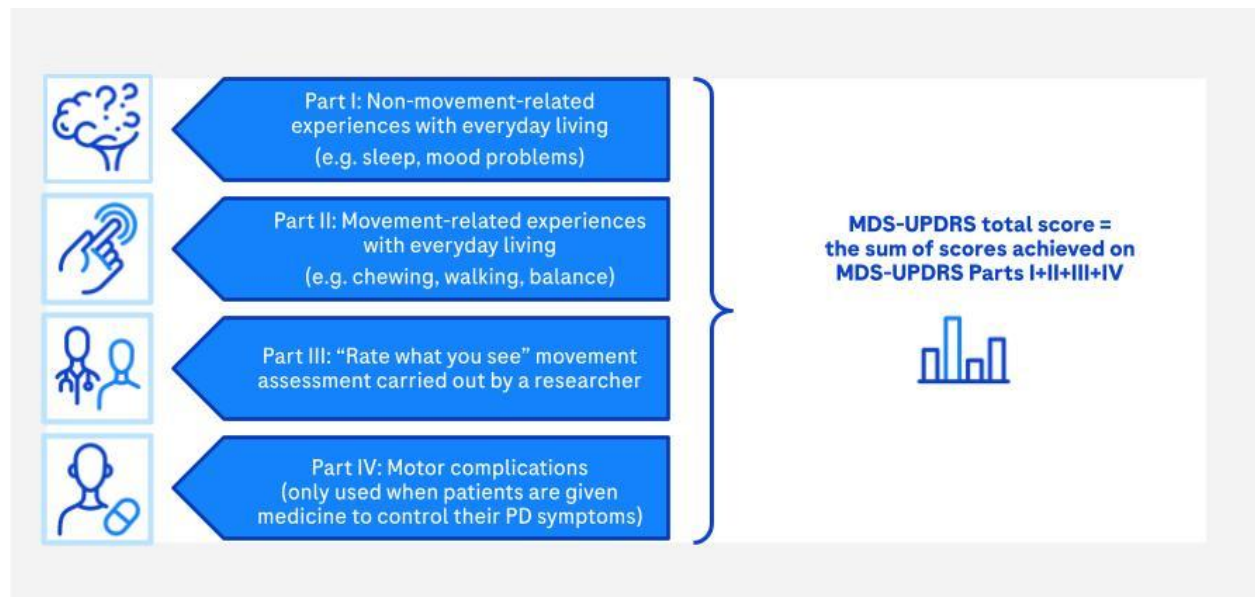 Part I: Non-movement-related
experiences with everyday living
(e.g. sleep, mood problems)
Part II: Movement-related experiences
with everyday living
(e.g. chewing, walking, balance)
Part III: “Rate what you see” movement
assessment carried out by a researcher
Part IV: Motor complications
(only used when patients are given
medicine to control their PD symptoms)
MDS-UPDRS total score =
the sum of scores achieved on
MDS-UPDRS Parts I+II+III+IV